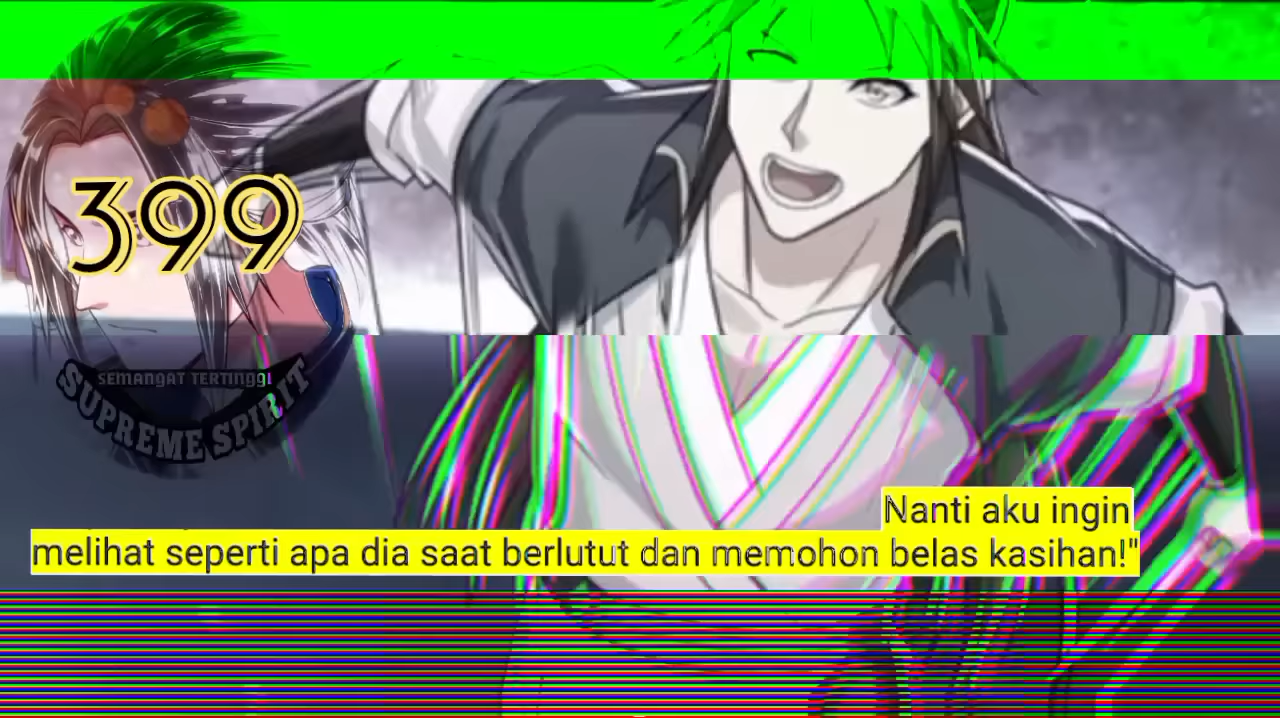 399
SEMANGAT TERTINGGI
SUPREME SPIRIT
Nanti aku ingin
melihat seperti apa dia saat berlutut dan memohon belas kasihan!"